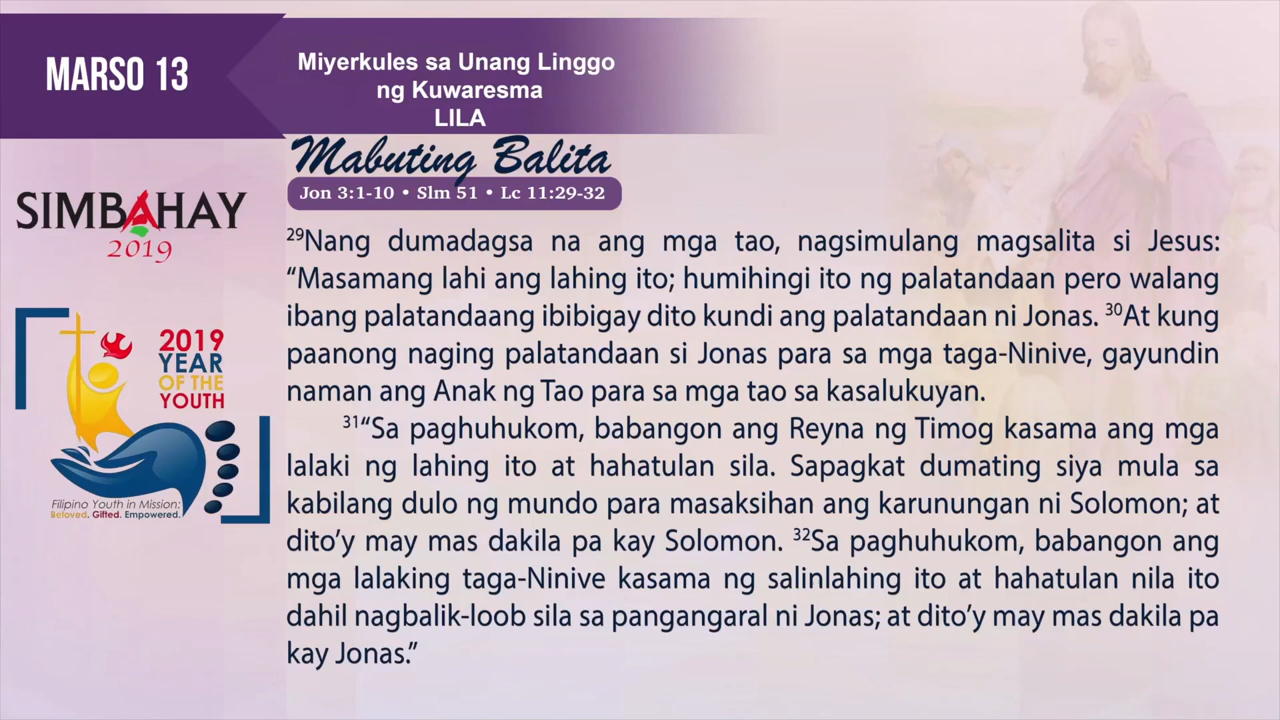 MARSO 13
Miyerkules sa Unang Linggo
ng Kuwaresma
LILA
Mabuting Balita
Jon 3:1-10 • Slm 51 • Lc 11:29-32
SIMBAHAY
2019
2019
YEAR
OF THE
YOUTH
Filipino Youth in Mission:
Beloved. Gifted. Empowered.
29Nang dumadagsa na ang mga tao, nagsimulang magsalita si Jesus:
“Masamang lahi ang lahing ito; humihingi ito ng palatandaan pero walang
ibang palatandaang ibibigay dito kundi ang palatandaan ni Jonas. 30At kung
paanong naging palatandaan si Jonas para sa mga taga-Ninive, gayundin
naman ang Anak ng Tao para sa mga tao sa kasalukuyan.
31“Sa paghuhukom, babangon ang Reyna ng Timog kasama ang mga
lalaki ng lahing ito at hahatulan sila. Sapagkat dumating siya mula sa
kabilang dulo ng mundo para masaksihan ang karunungan ni Solomon; at
dito’y may mas dakila pa kay Solomon. 32Sa paghuhukom, babangon ang
mga lalaking taga-Ninive kasama ng salinlahing ito at hahatulan nila ito
dahil nagbalik-loob sila sa pangangaral ni Jonas; at dito’y may mas dakila pa
kay Jonas.”